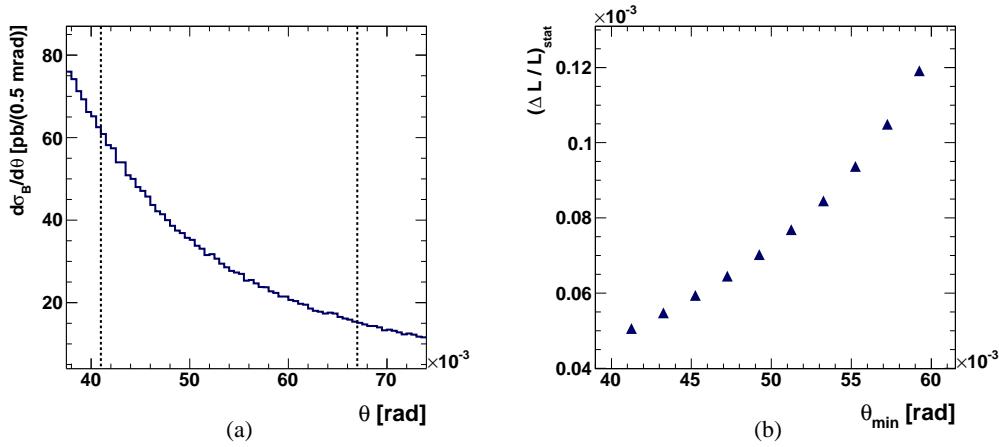 80
60
40
20
dσ_B/dθ [pb/(0.5 mrad)]
40 50 60 70
×10⁻³
θ [rad]
(a)
×10⁻³
0.12
0.1
0.08
0.06
0.04
(Δ L / L)_stat
40 45 50 55 60
×10⁻³
θ_min [rad]
(b)